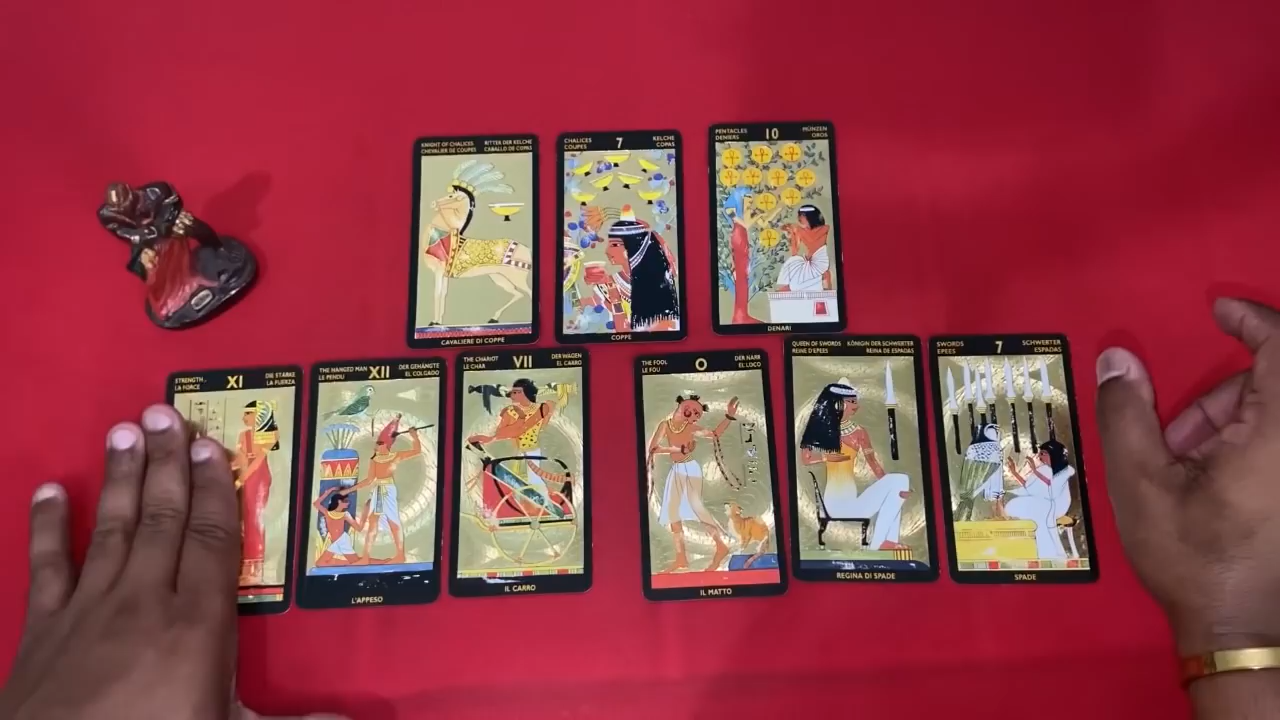 KNIGHT OF CHALICES
CHEVALIER DE COUPES
RITTER DER KELCHE
CABALLO DE COPAS
CAVALIERE DI COPPE
CHALICES
COUPES
7
KELCHE
COPAS
COPPE
PENTACLES
DENIERS
10
MÜNZEN
OROS
DENARI
STRENGTH
LA FORCE
XI
DIE STÄRKE
LA FUERZA
THE HANGED MAN
LE PENDU
XII
DER GEHÄNGTE
EL COLGADO
L'APPESO
THE CHARIOT
LE CHAR
VII
DER WAGEN
EL CARRO
IL CARRO
THE FOOL
LE FOU
0
DER NARR
EL LOCO
IL MATTO
QUEEN OF SWORDS
REINE D'EPEES
KÖNIGIN DER SCHWERTER
REINA DE ESPADAS
REGINA DI SPADE
SWORDS
EPEES
7
SCHWERTER
ESPADAS
SPADE